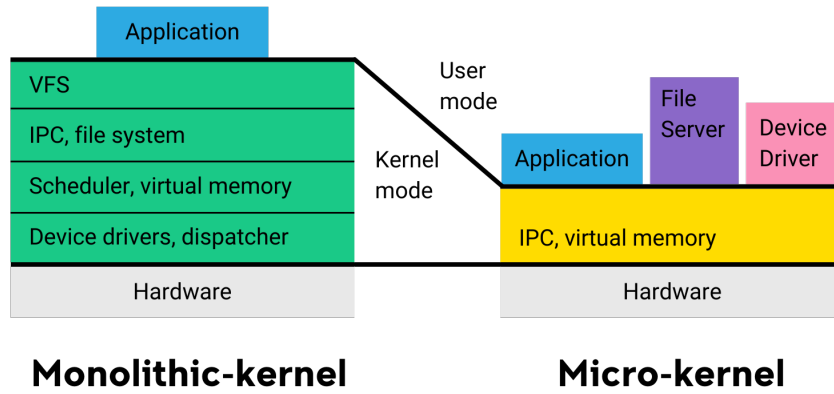 Application
VFS
IPC, file system
Scheduler, virtual memory
Device drivers, dispatcher
Hardware
User
mode
Kernel
mode
Application
File
Server
Device
Driver
IPC, virtual memory
Hardware
Monolithic-kernel
Micro-kernel